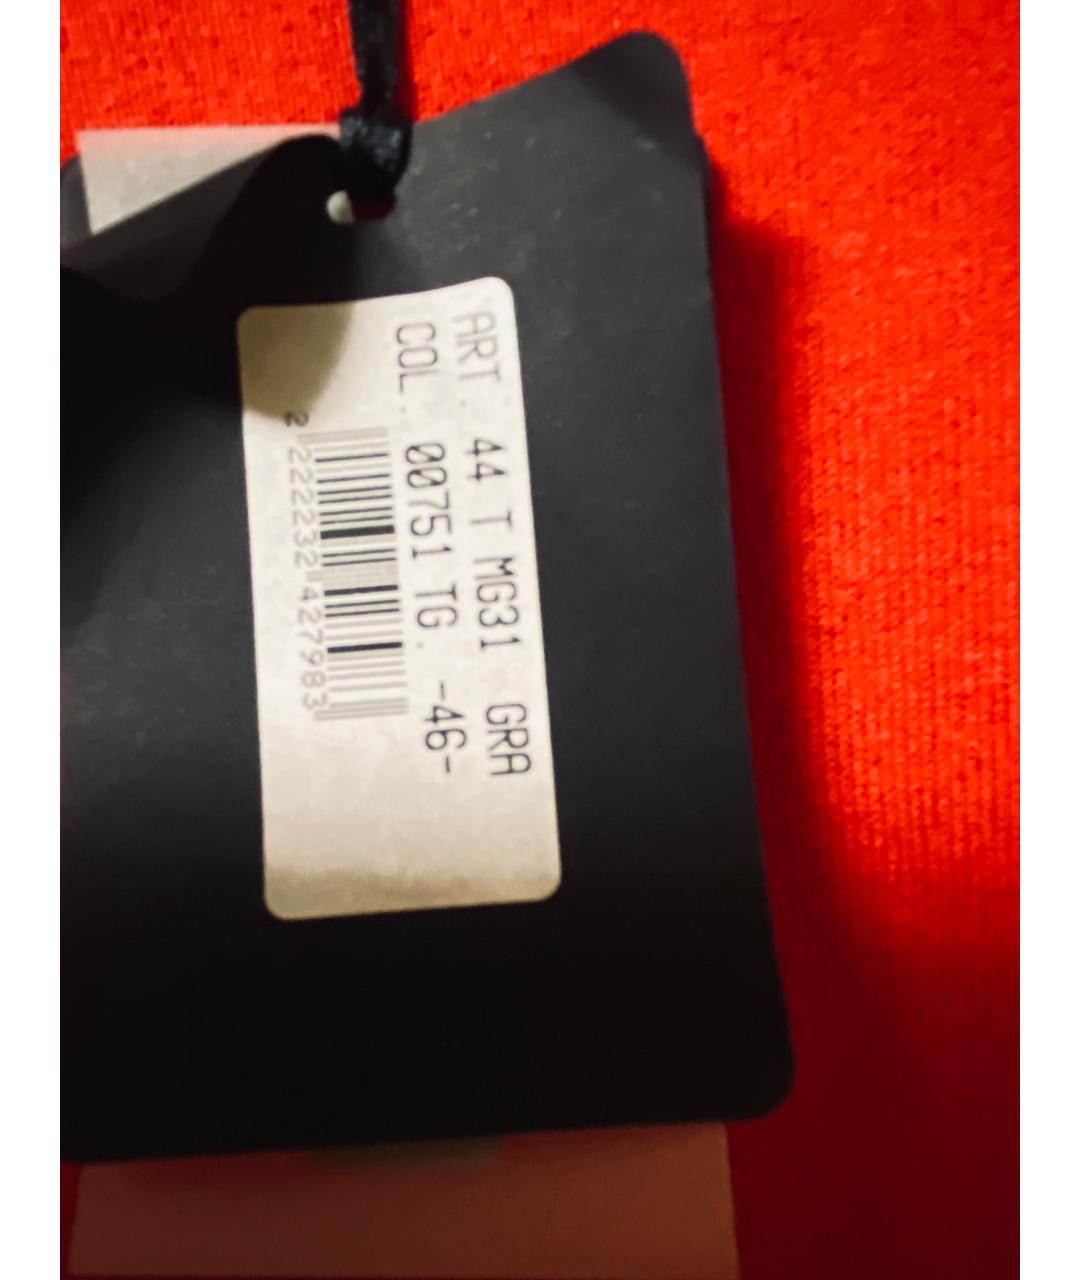 ART. 44 T MG31 GRA
COL. 00751 TG. -46-
2 222232 427983